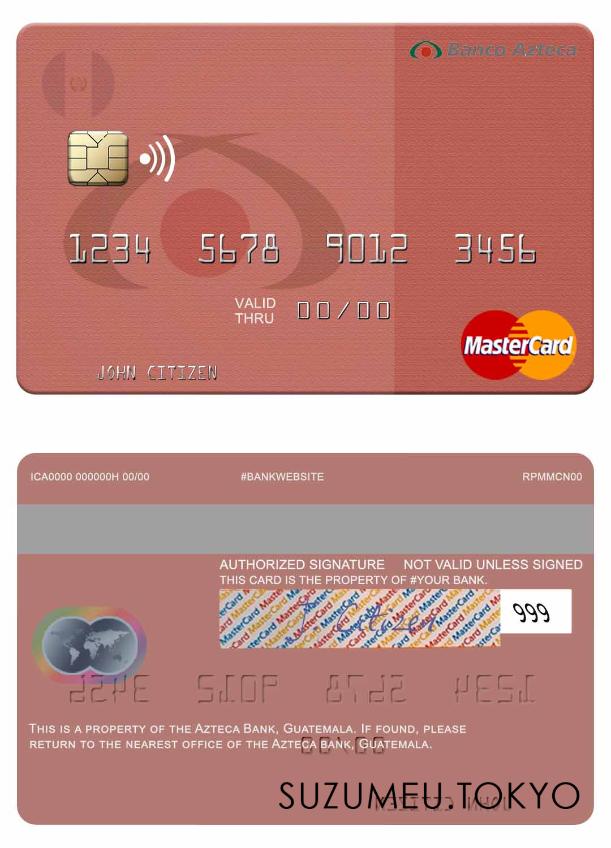 Banco Azteca
1234 5678 9012 3456
VALID THRU 00/00
MasterCard
JOHN CITIZEN
ICA0000 000000H 00/00 #BANKWEBSITE RPMMCN00
AUTHORIZED SIGNATURE NOT VALID UNLESS SIGNED
THIS CARD IS THE PROPERTY OF #YOUR BANK.
J Citizen 999
THIS IS A PROPERTY OF THE AZTECA BANK, GUATEMALA. IF FOUND, PLEASE
RETURN TO THE NEAREST OFFICE OF THE AZTECA BANK, GUATEMALA.
SUZUMEU.TOKYO